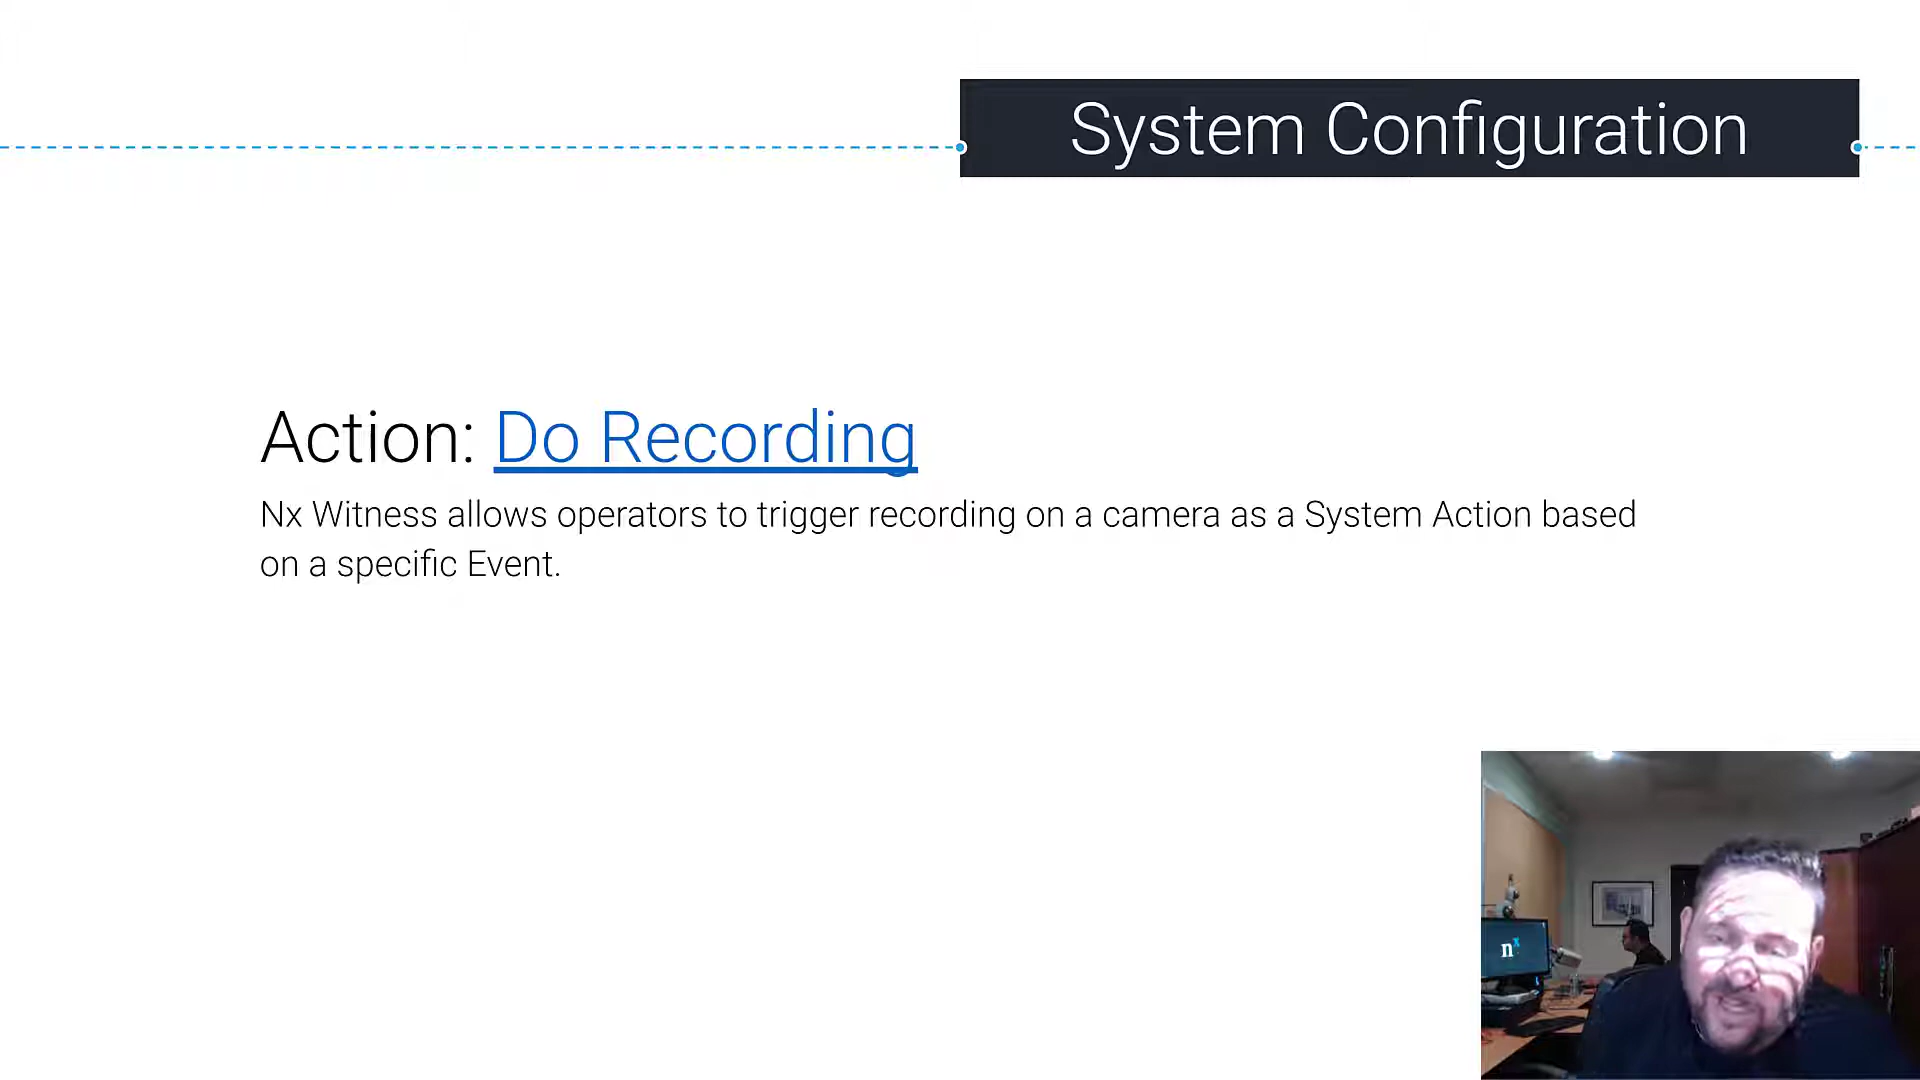 System Configuration
Action: Do Recording
Nx Witness allows operators to trigger recording on a camera as a System Action based
on a specific Event.
nx